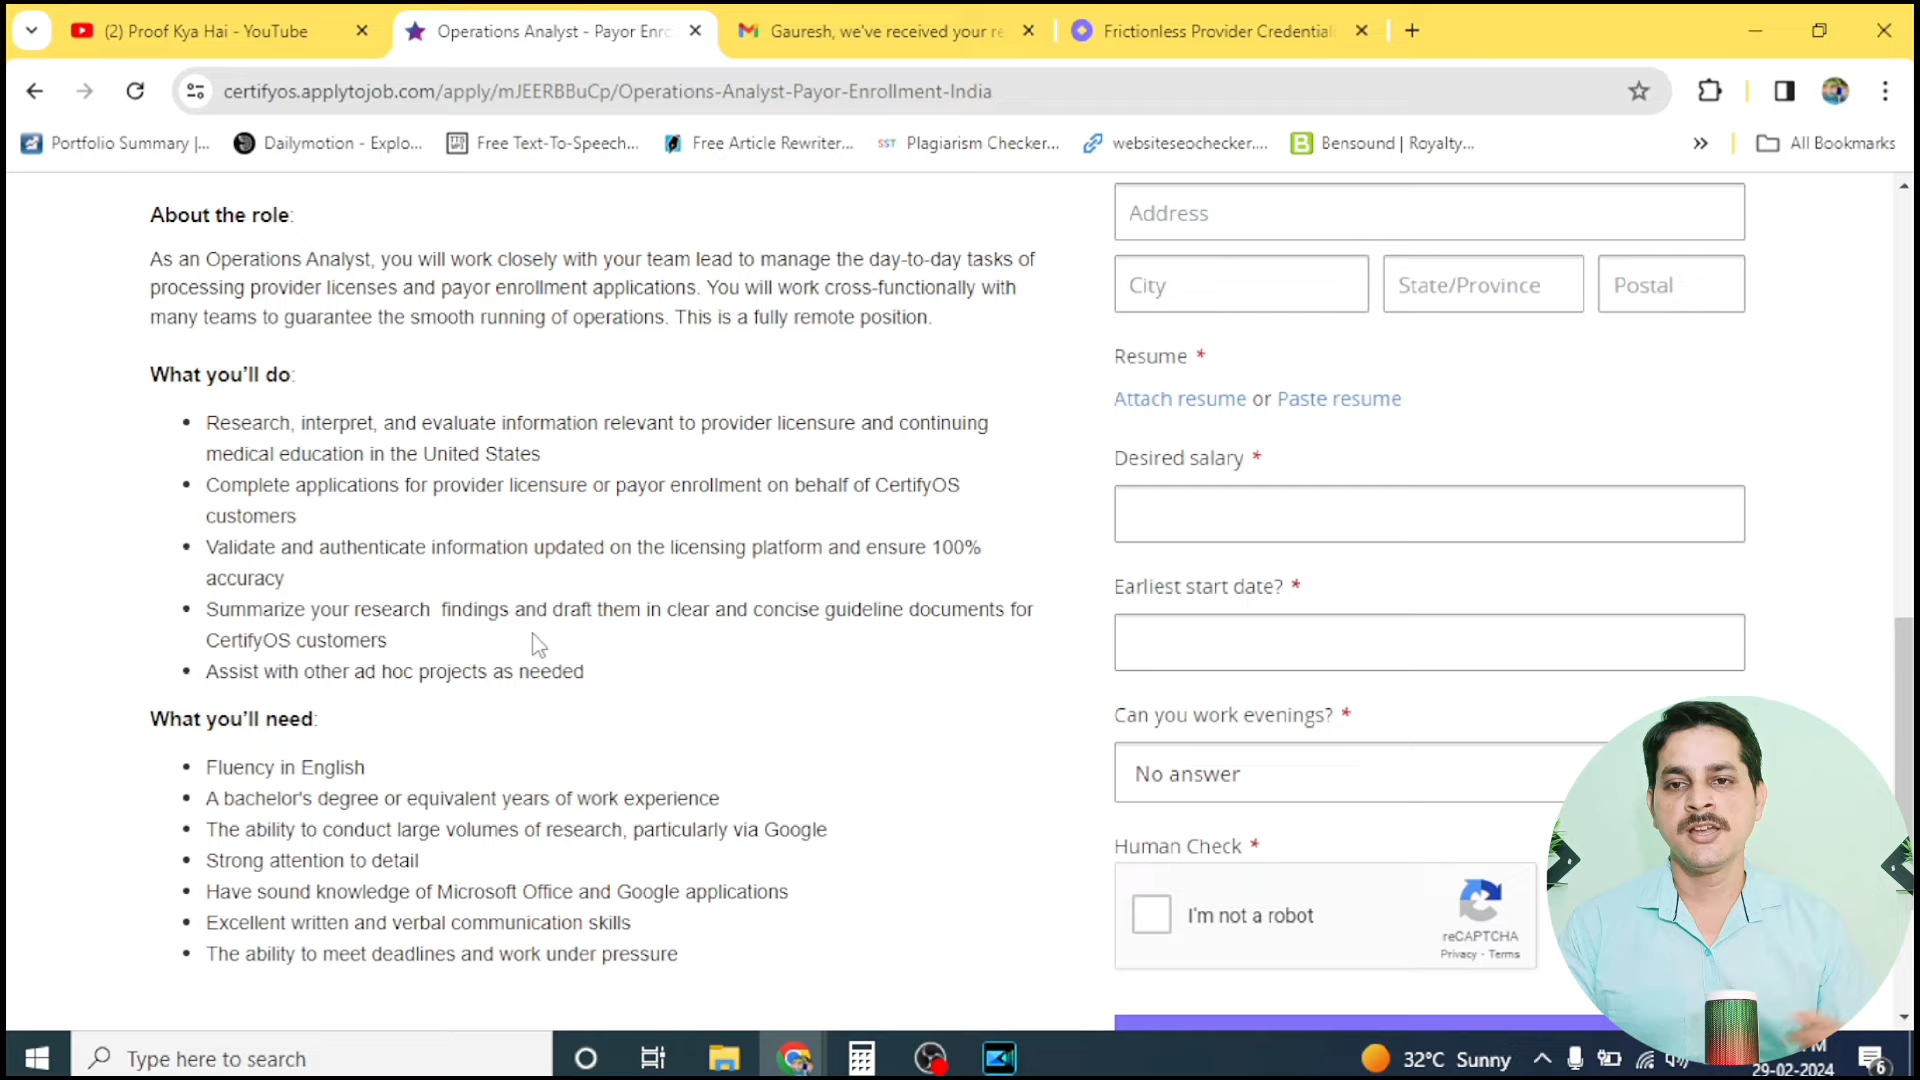 (2) Proof Kya Hai - YouTube
Operations Analyst - Payor Enro
Gauresh, we've received your re
Frictionless Provider Credential
certifyos.applytojob.com/apply/mJEERBBuCp/Operations-Analyst-Payor-Enrollment-India
Portfolio Summary |...
Dailymotion - Explo...
Free Text-To-Speech...
Free Article Rewriter...
SST Plagiarism Checker...
websiteseochecker....
B Bensound | Royalty...
All Bookmarks
About the role:
As an Operations Analyst, you will work closely with your team lead to manage the day-to-day tasks of
processing provider licenses and payor enrollment applications. You will work cross-functionally with
many teams to guarantee the smooth running of operations. This is a fully remote position.
What you'll do:
• Research, interpret, and evaluate information relevant to provider licensure and continuing
medical education in the United States
• Complete applications for provider licensure or payor enrollment on behalf of CertifyOS
customers
• Validate and authenticate information updated on the licensing platform and ensure 100%
accuracy
• Summarize your research findings and draft them in clear and concise guideline documents for
CertifyOS customers
• Assist with other ad hoc projects as needed
What you'll need:
• Fluency in English
• A bachelor's degree or equivalent years of work experience
• The ability to conduct large volumes of research, particularly via Google
• Strong attention to detail
• Have sound knowledge of Microsoft Office and Google applications
• Excellent written and verbal communication skills
• The ability to meet deadlines and work under pressure
Address
City
State/Province
Postal
Resume *
Attach resume or Paste resume
Desired salary *
Earliest start date? *
Can you work evenings? *
No answer
Human Check *
I'm not a robot
reCAPTCHA
Privacy - Terms
Type here to search
32°C Sunny
29-02-2024
6